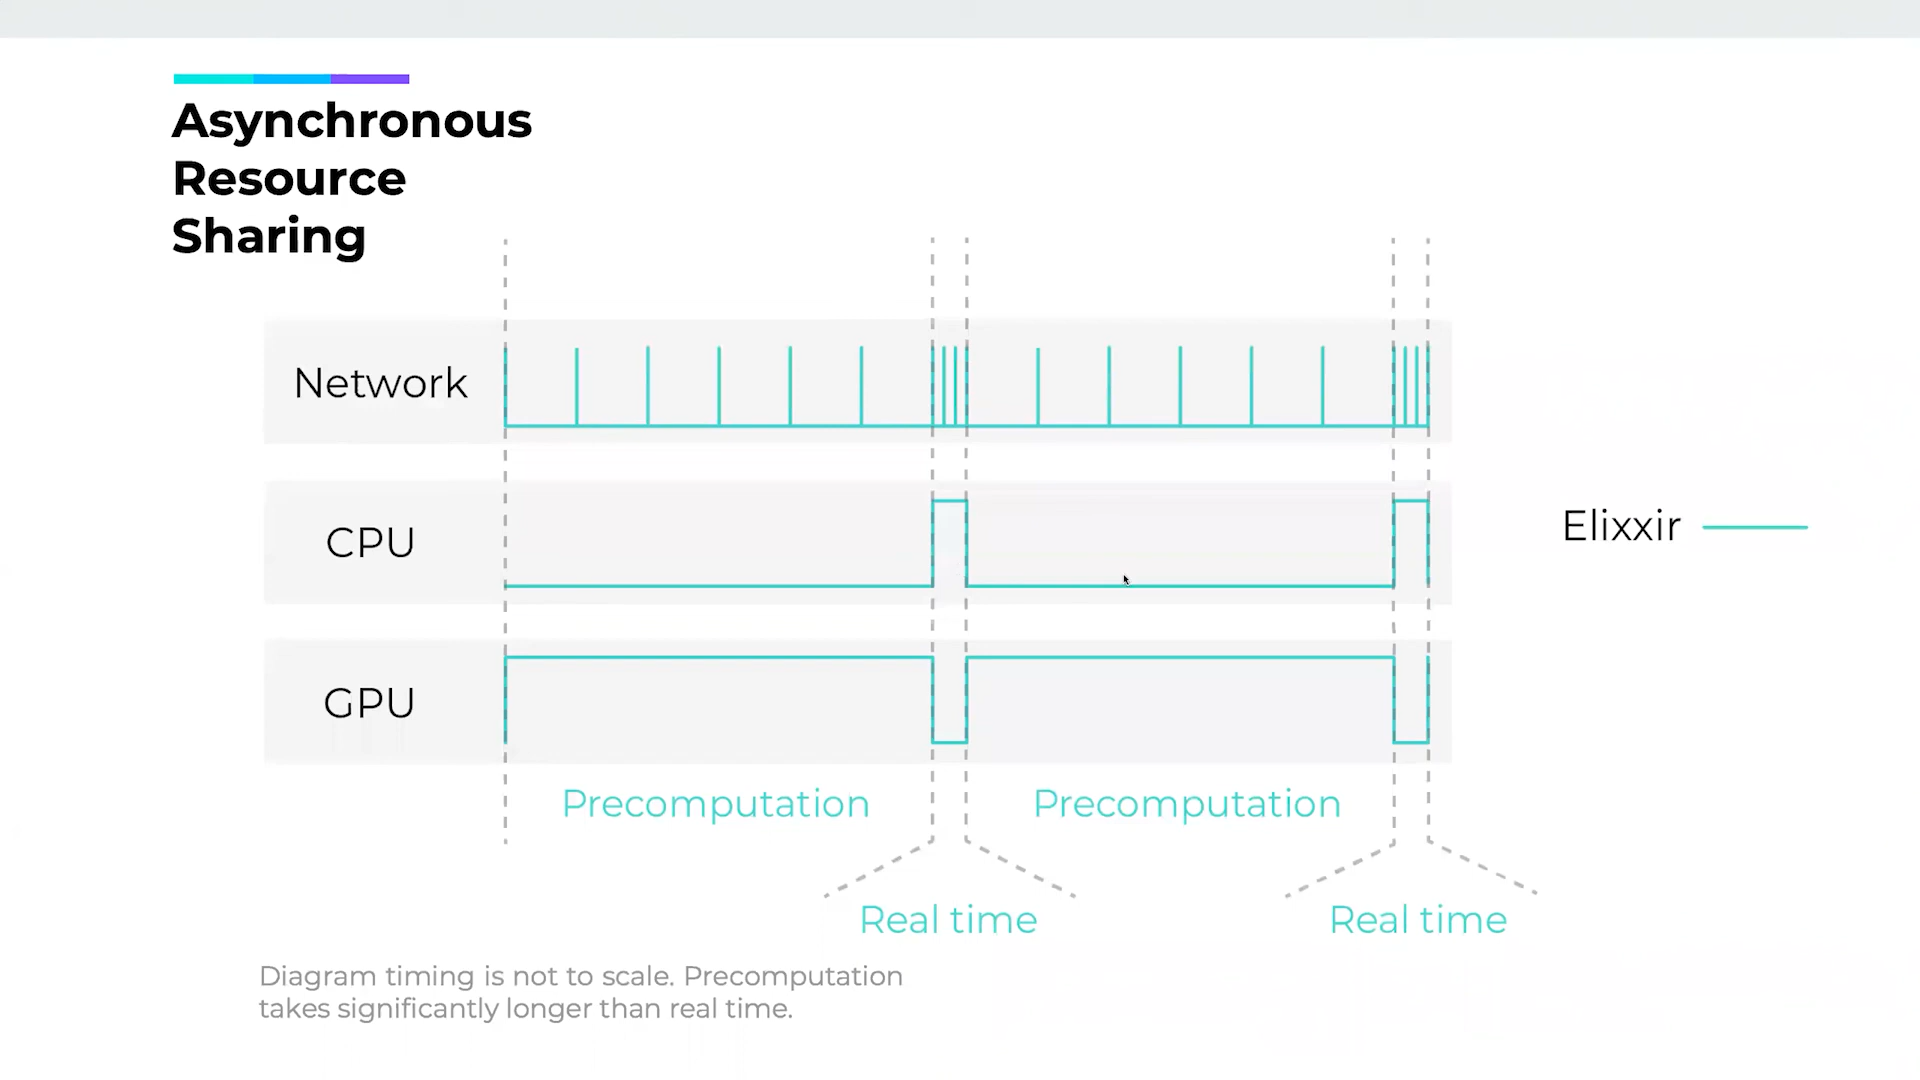 Asynchronous
Resource
Sharing
Network
CPU
Elixxir
GPU
Precomputation
Precomputation
Real time
Real time
Diagram timing is not to scale. Precomputation
takes significantly longer than real time.